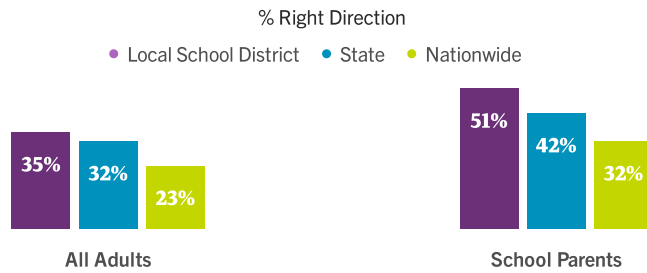 % Right Direction
Local School District State Nationwide
35% 32% 23%
51% 42% 32%
All Adults School Parents